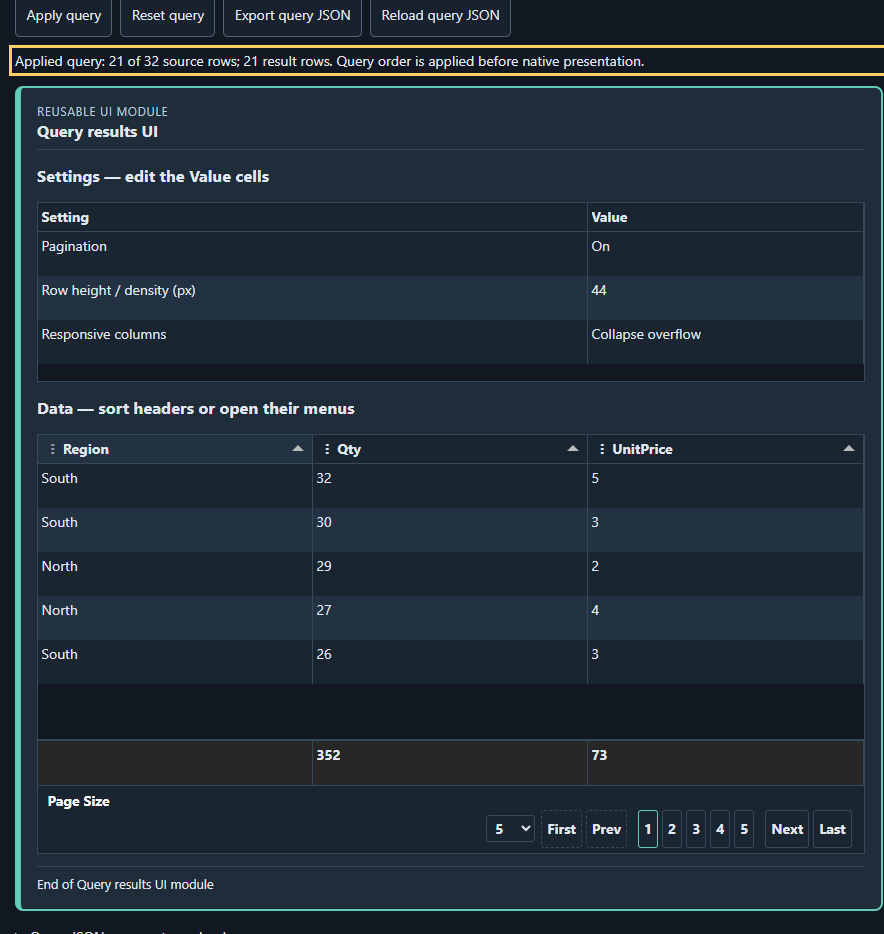 Apply query Reset query Export query JSON Reload query JSON
Applied query: 21 of 32 source rows; 21 result rows. Query order is applied before native presentation.
REUSABLE UI MODULE
Query results UI
Settings — edit the Value cells
Setting Value
Pagination On
Row height / density (px) 44
Responsive columns Collapse overflow
Data — sort headers or open their menus
Region Qty UnitPrice
South 32 5
South 30 3
North 29 2
North 27 4
South 26 3
352 73
Page Size
5 First Prev 1 2 3 4 5 Next Last
End of Query results UI module